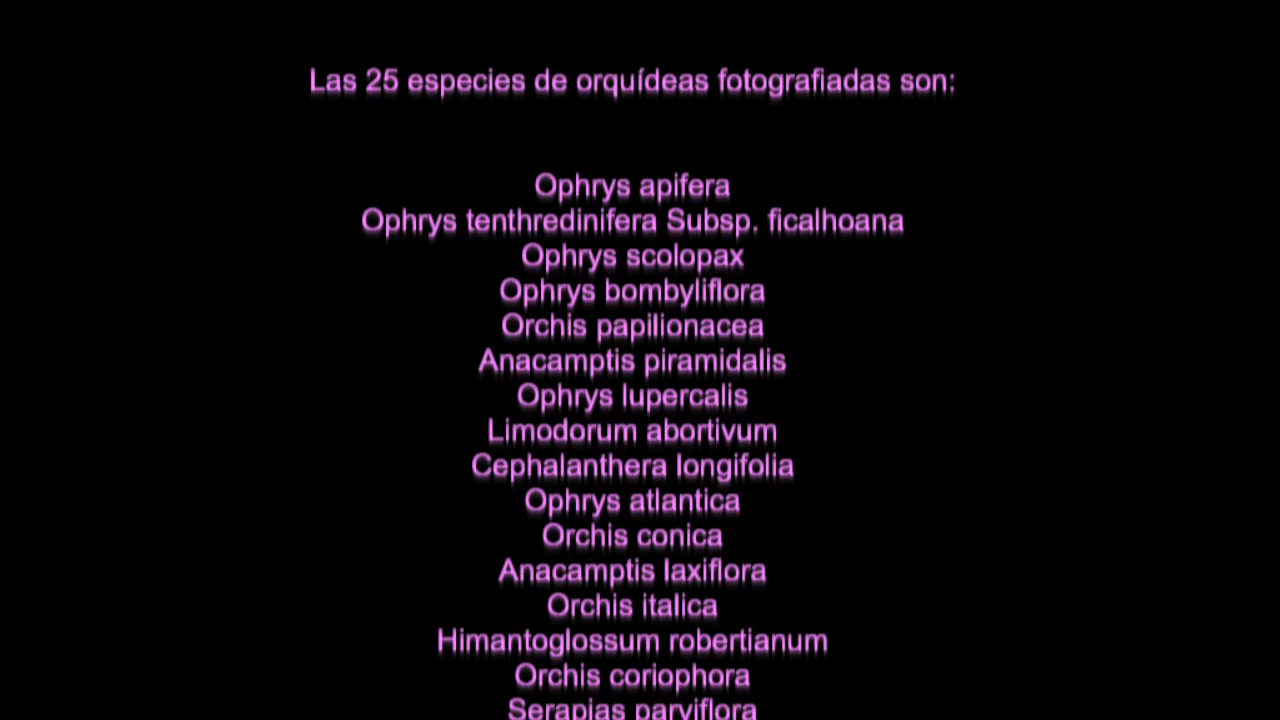 Las 25 especies de orquídeas fotografiadas son:
Ophrys apifera
Ophrys tenthredinifera Subsp. ficalhoana
Ophrys scolopax
Ophrys bombyliflora
Orchis papilionacea
Anacamptis piramidalis
Ophrys lupercalis
Limodorum abortivum
Cephalanthera longifolia
Ophrys atlantica
Orchis conica
Anacamptis laxiflora
Orchis italica
Himantoglossum robertianum
Orchis coriophora
Serapias parviflora